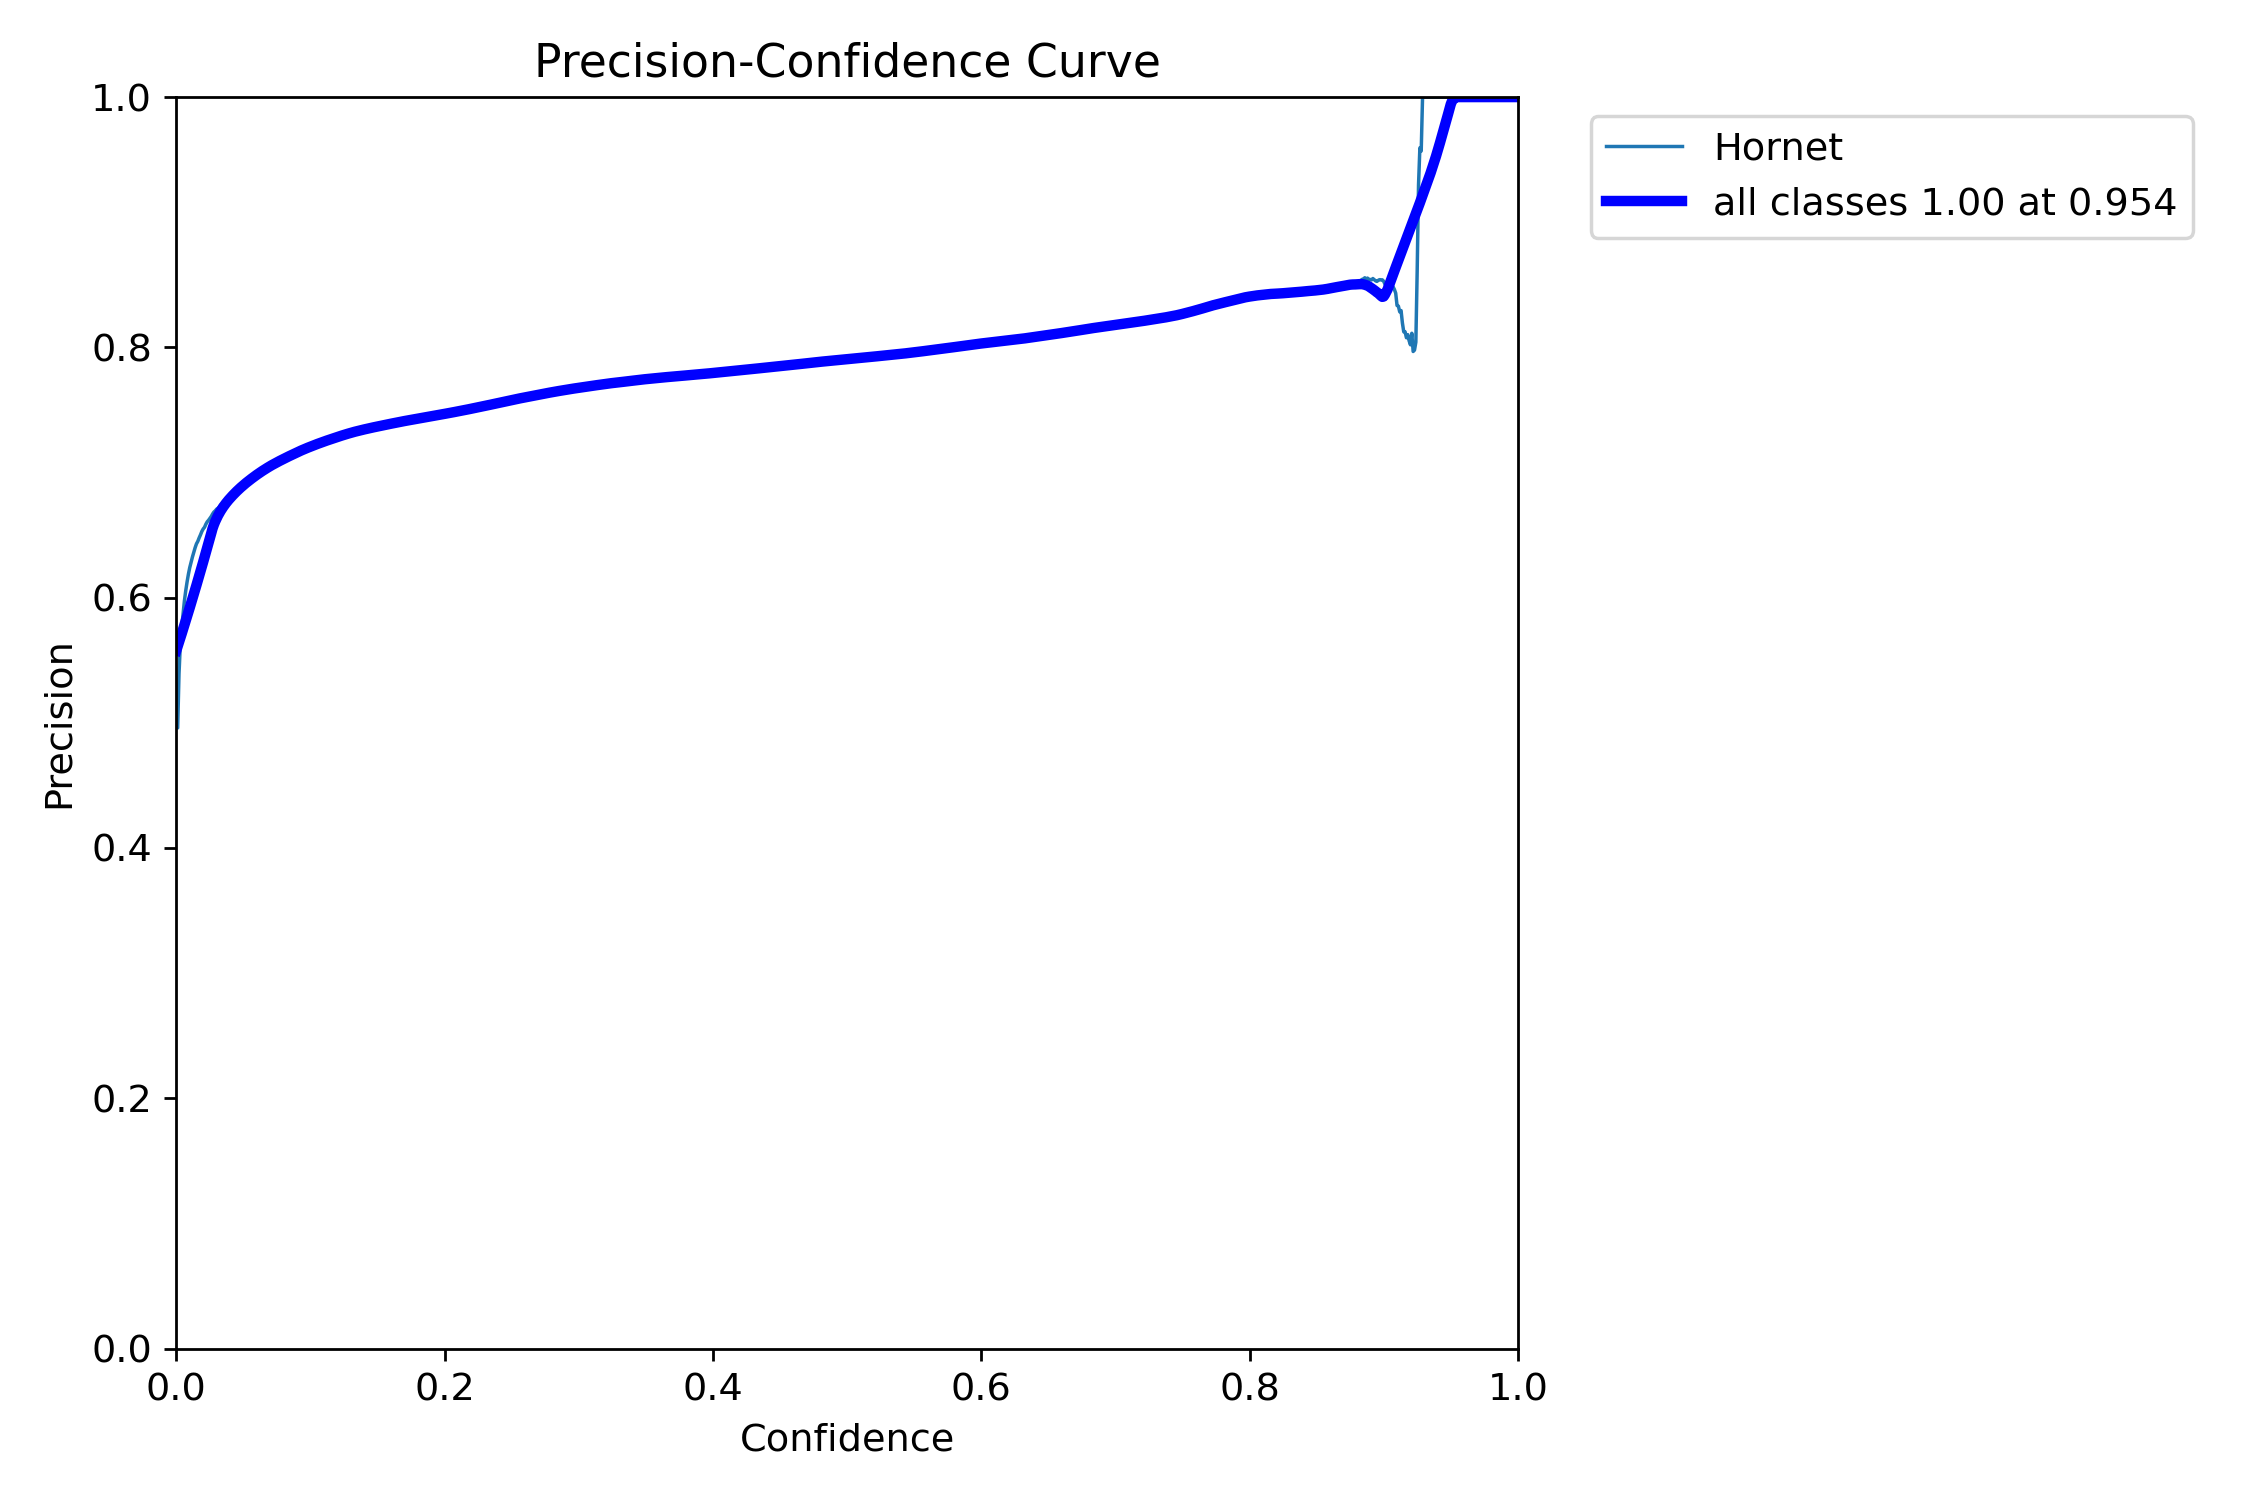 Precision-Confidence Curve
1.0
0.8
0.6
0.4
0.2
0.0
Precision
0.0 0.2 0.4 0.6 0.8 1.0
Confidence
Hornet
all classes 1.00 at 0.954